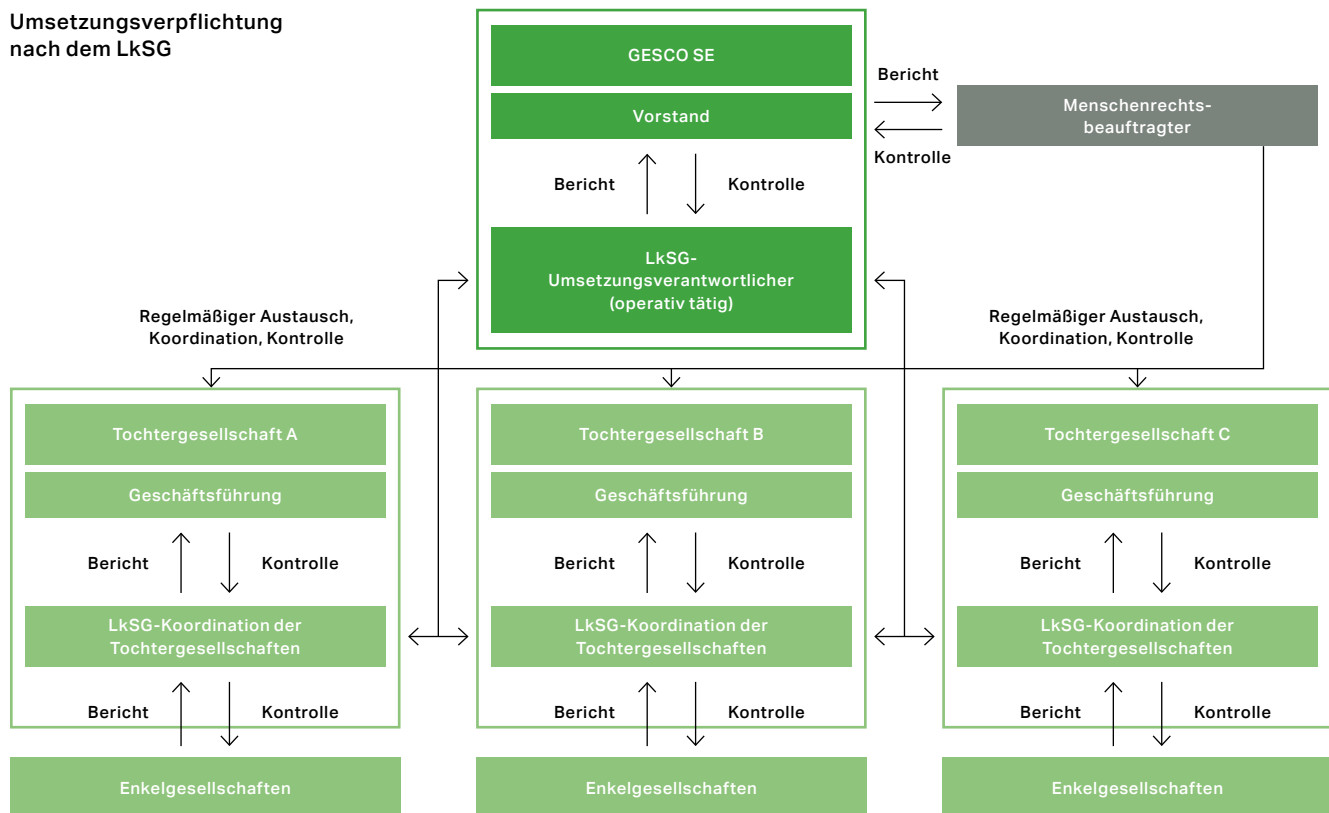 Umsetzungsverpflichtung
nach dem LkSG
GESCO SE
Vorstand
Bericht
Kontrolle
Menschenrechts-
beauftragter
Bericht
Kontrolle
LkSG-
Umsetzungsverantwortlicher
(operativ tätig)
Regelmäßiger Austausch,
Koordination, Kontrolle
Regelmäßiger Austausch,
Koordination, Kontrolle
Tochtergesellschaft A
Geschäftsführung
Bericht
Kontrolle
LkSG-Koordination der
Tochtergesellschaften
Bericht
Kontrolle
Enkelgesellschaften
Tochtergesellschaft B
Geschäftsführung
Bericht
Kontrolle
LkSG-Koordination der
Tochtergesellschaften
Bericht
Kontrolle
Enkelgesellschaften
Tochtergesellschaft C
Geschäftsführung
Bericht
Kontrolle
LkSG-Koordination der
Tochtergesellschaften
Bericht
Kontrolle
Enkelgesellschaften